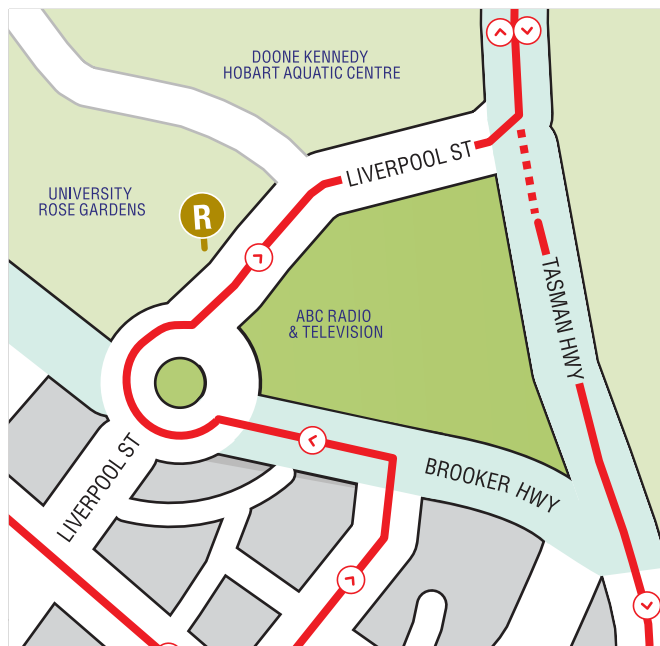 DOONE KENNEDY
HOBART AQUATIC CENTRE
LIVERPOOL ST
UNIVERSITY
ROSE GARDENS
R
ABC RADIO
& TELEVISION
TASMAN HWY
LIVERPOOL ST
BROOKER HWY